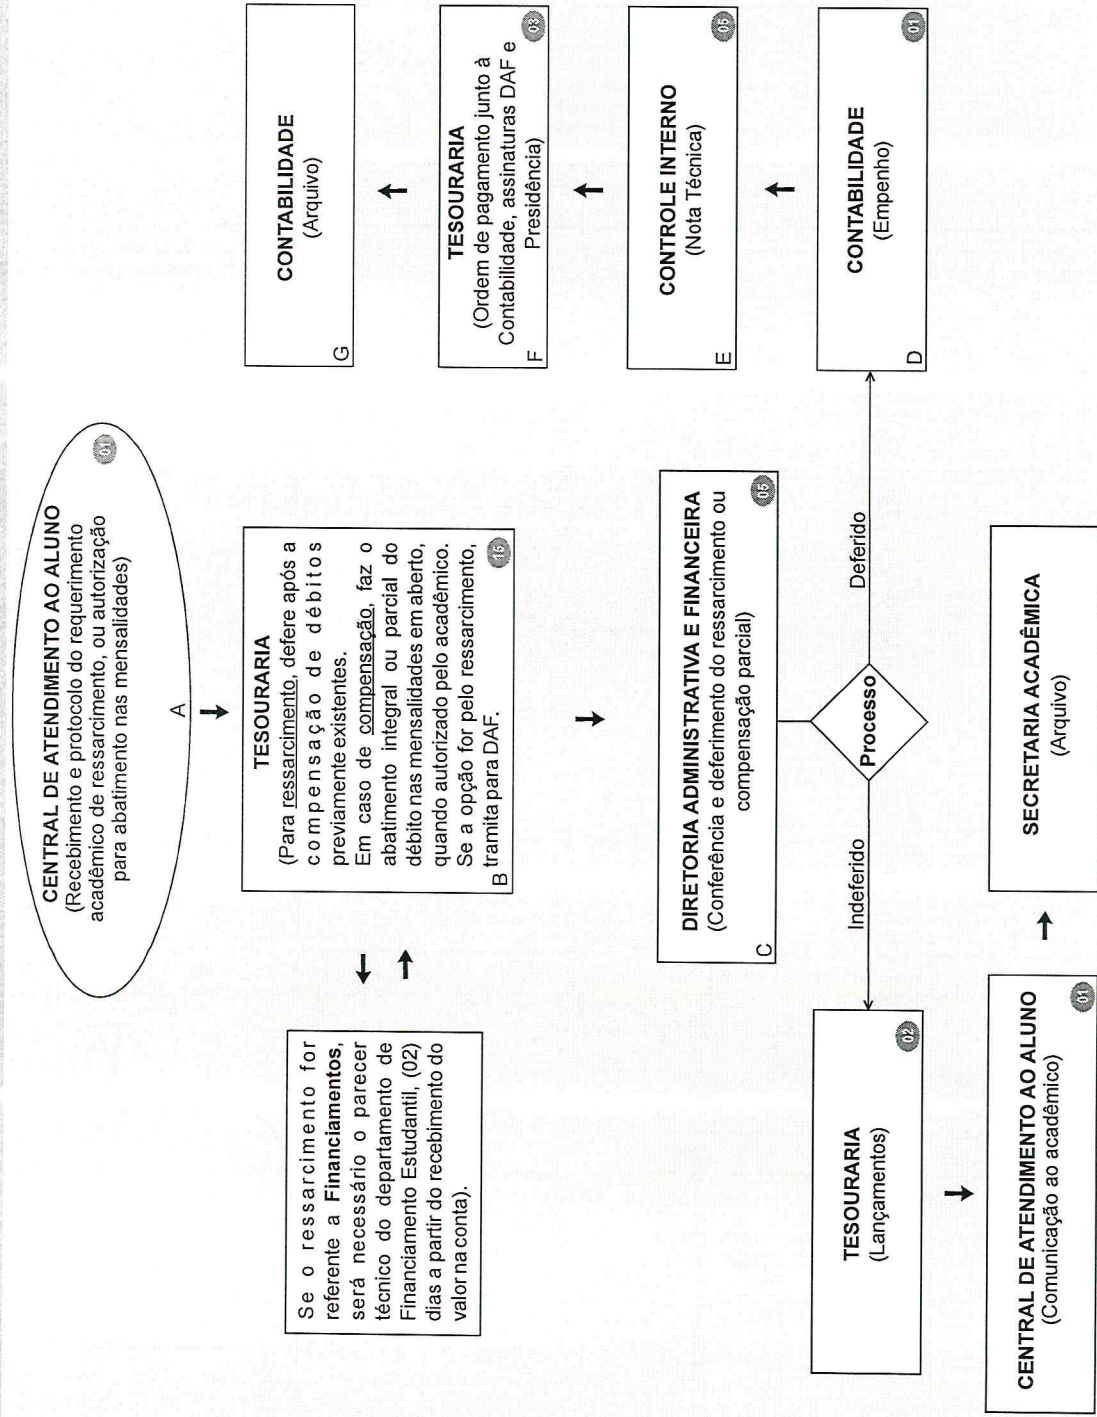 CENTRAL DE ATENDIMENTO AO ALUNO
(Recebimento e protocolo do requerimento
acadêmico de ressarcimento, ou autorização
para abatimento nas mensalidades)
01
A
TESOURARIA
(Para ressarcimento, defere após a
compensação de débitos
previamente existentes.
Em caso de compensação, faz o
abatimento integral ou parcial do
débito nas mensalidades em aberto,
quando autorizado pelo acadêmico.
Se a opção for pelo ressarcimento,
tramita para DAF.
B
15
Se o ressarcimento for
referente a Financiamentos,
será necessário o parecer
técnico do departamento de
Financiamento Estudantil, (02)
dias a partir do recebimento do
valor na conta).
DIRETORIA ADMINISTRATIVA E FINANCEIRA
(Conferência e deferimento do ressarcimento ou
compensação parcial)
C
05
Processo
Indeferido
Deferido
TESOURARIA
(Lançamentos)
02
CENTRAL DE ATENDIMENTO AO ALUNO
(Comunicação ao acadêmico)
01
SECRETARIA ACADÊMICA
(Arquivo)
CONTABILIDADE
(Empenho)
D
01
CONTROLE INTERNO
(Nota Técnica)
E
05
TESOURARIA
(Ordem de pagamento junto à
Contabilidade, assinaturas DAF e
Presidência)
F
03
CONTABILIDADE
(Arquivo)
G